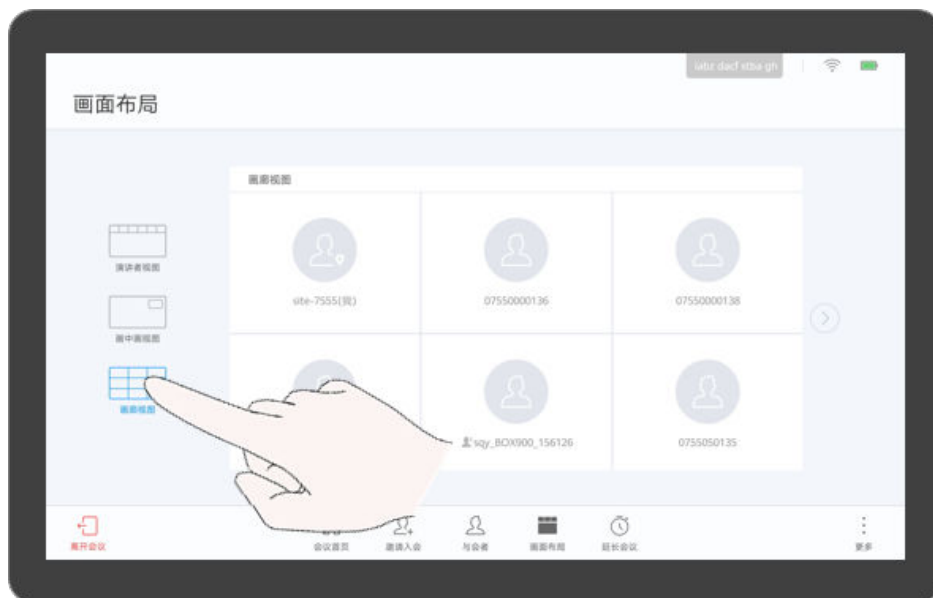 画面布局
画廊视图
演讲者视图
画中画视图
画廊视图
site-7555(我)
07550000136
07550000138
sqy_BOX900_156126
0755050135
离开会议
会议首页
邀请入会
与会者
画面布局
延长会议
更多